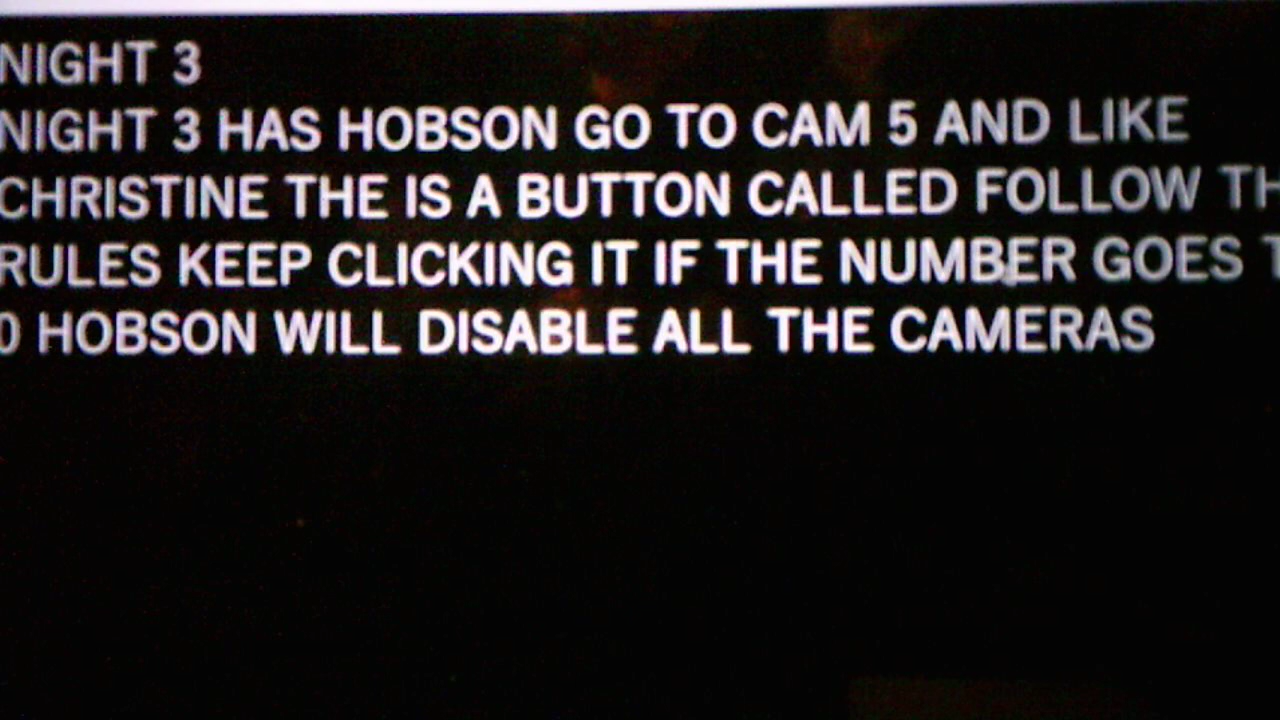 NIGHT 3
NIGHT 3 HAS HOBSON GO TO CAM 5 AND LIKE
CHRISTINE THE IS A BUTTON CALLED FOLLOW TH
RULES KEEP CLICKING IT IF THE NUMBER GOES T
0 HOBSON WILL DISABLE ALL THE CAMERAS